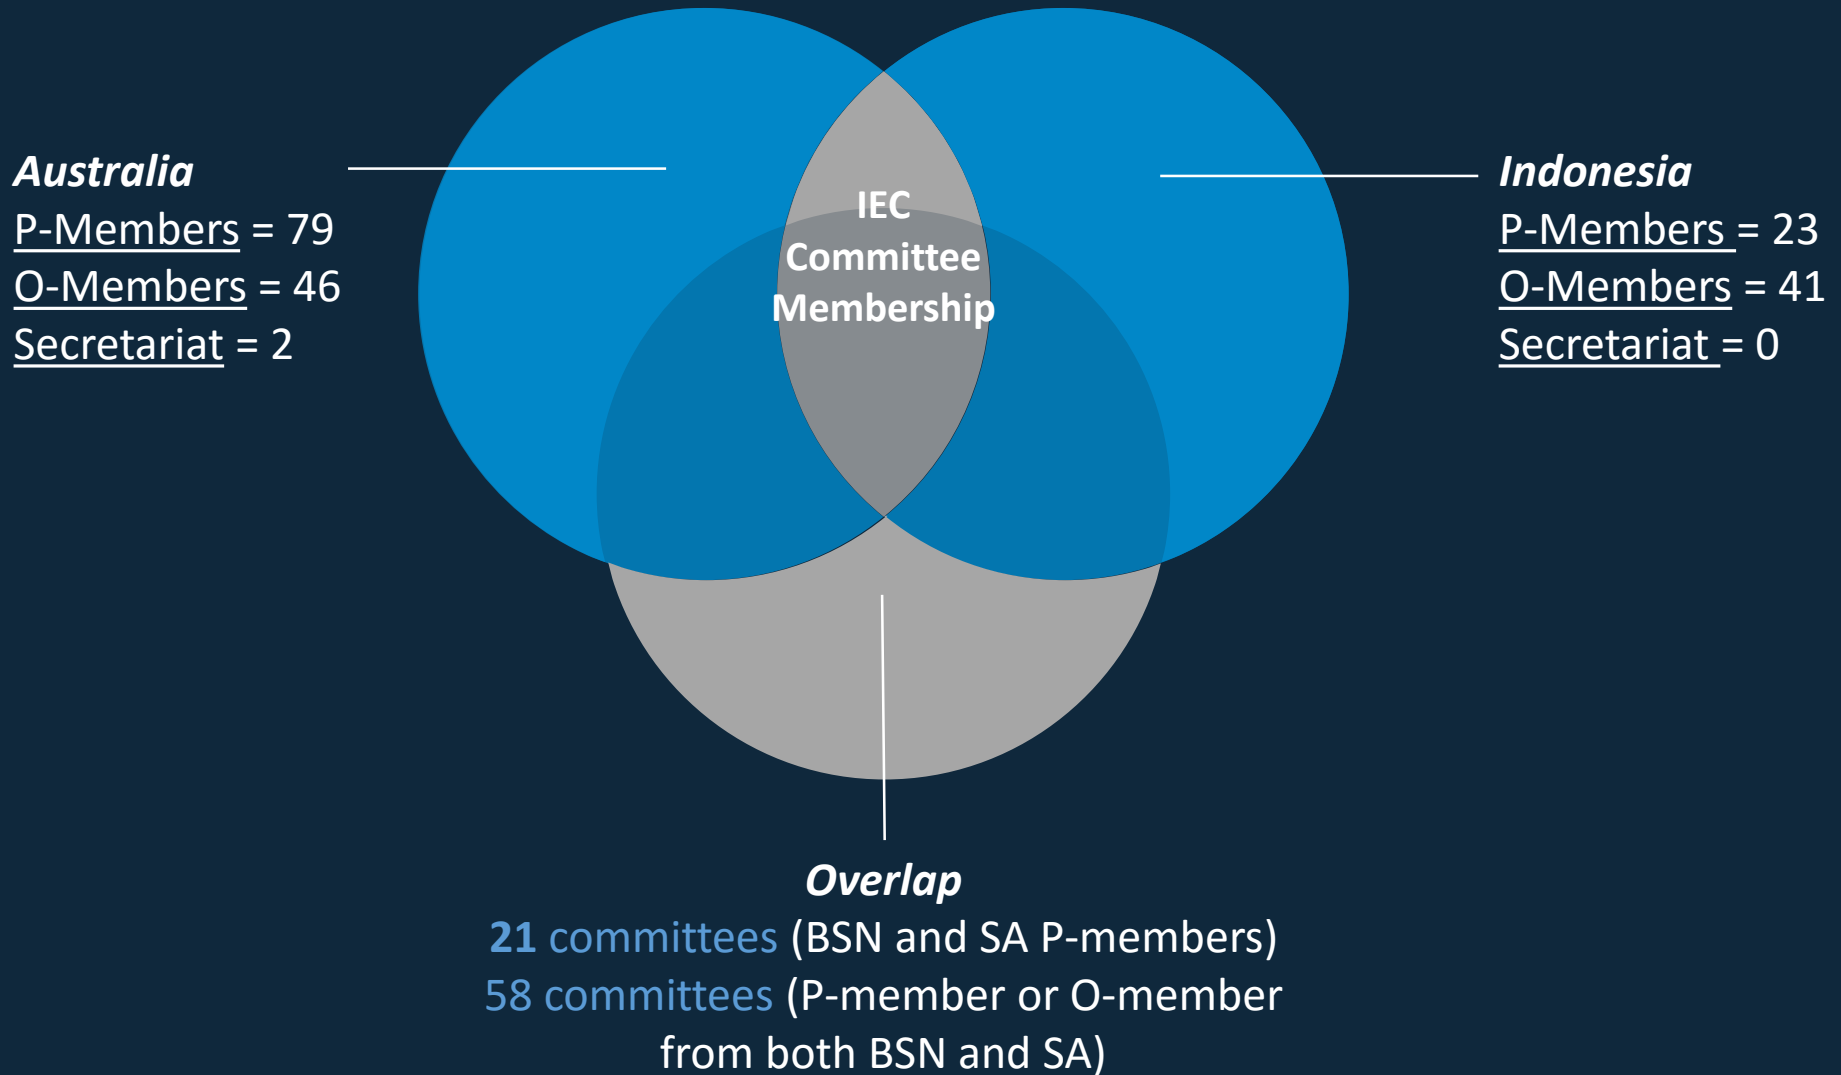 Australia
P-Members = 79
O-Members = 46
Secretariat = 2
IEC
Committee
Membership
Indonesia
P-Members = 23
O-Members = 41
Secretariat = 0
Overlap
21 committees (BSN and SA P-members)
58 committees (P-member or O-member
from both BSN and SA)